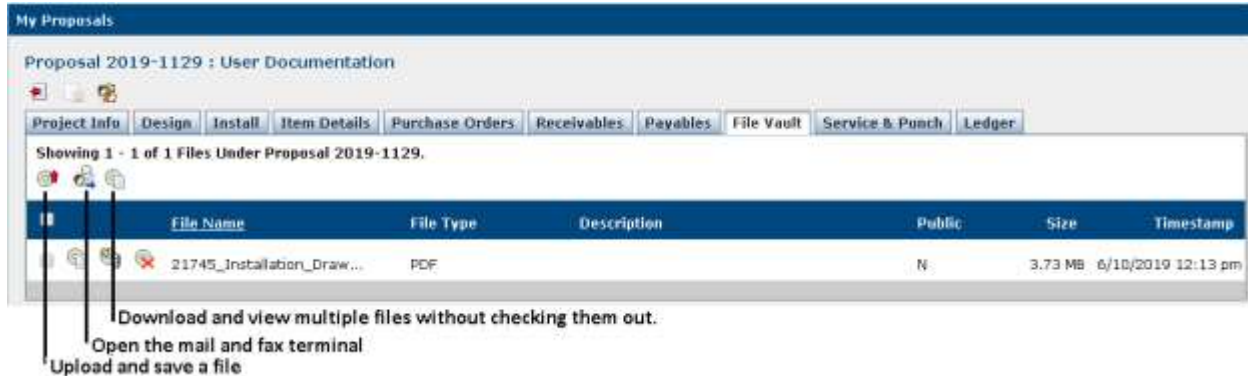 My Proposals
Proposal 2019-1129 : User Documentation
Project Info Design Install Item Details Purchase Orders Receivables Payables File Vault Service & Punch Ledger
Showing 1 - 1 of 1 Files Under Proposal 2019-1129.
File Name File Type Description Public Size Timestamp
21745_Installation_Draw... PDF N 3.73 MB 6/10/2019 12:13 pm
Download and view multiple files without checking them out.
Open the mail and fax terminal
Upload and save a file